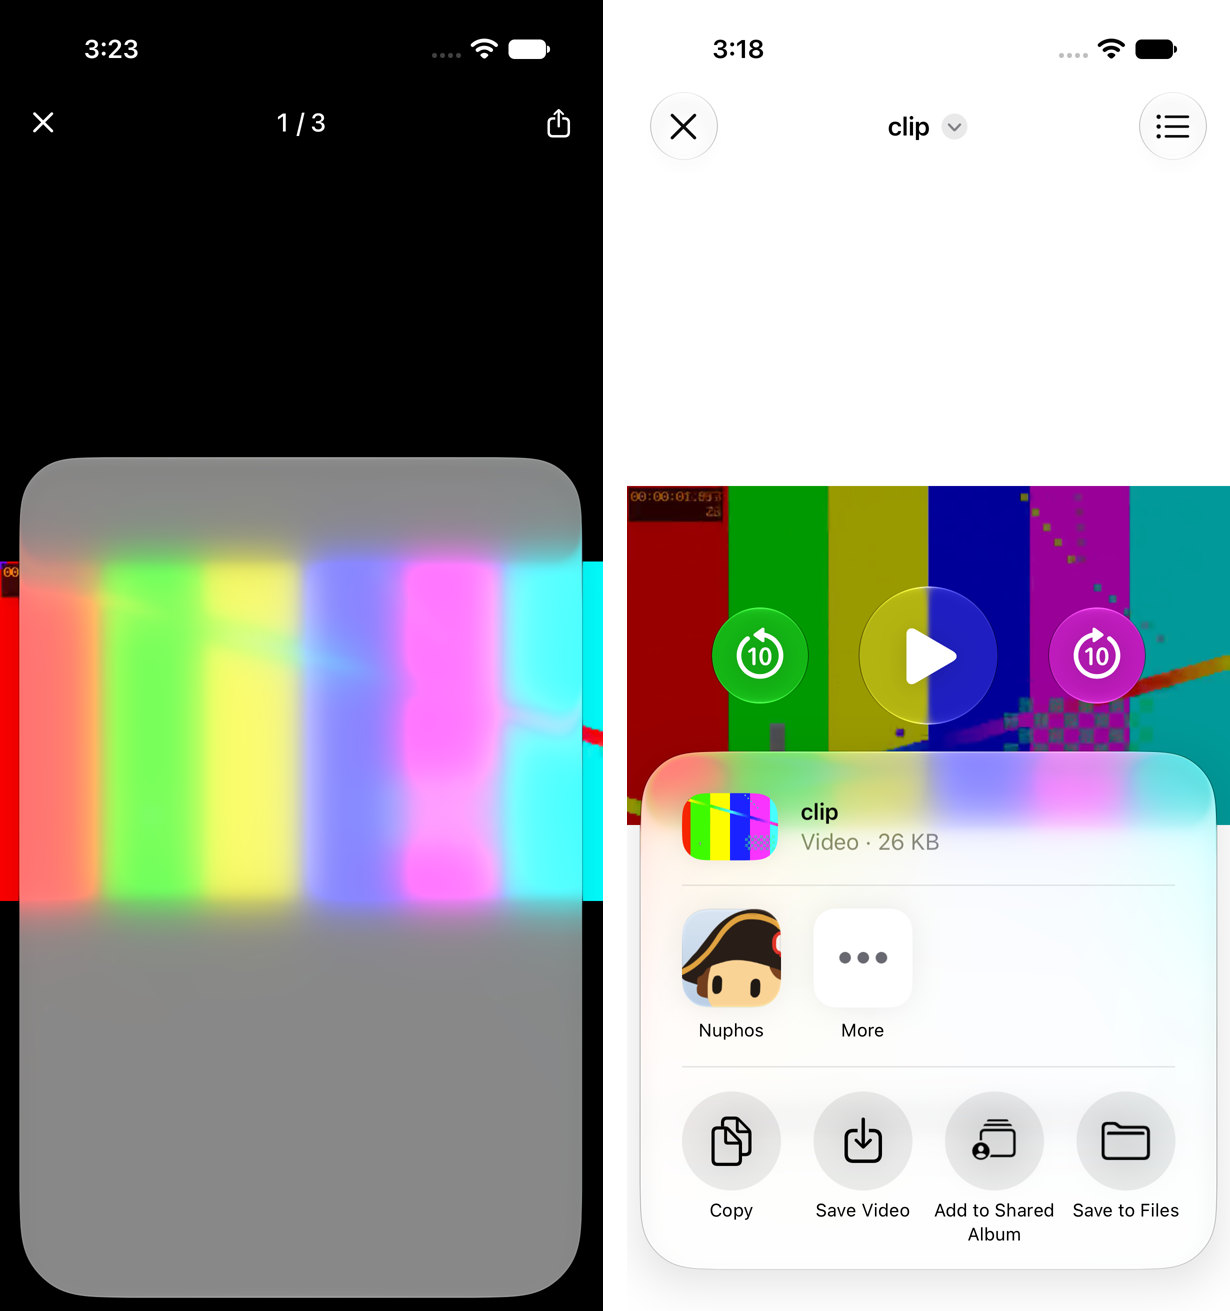 3:23
1 / 3
00
3:18
clip
10
10
clip
Video · 26 KB
Nuphos
More
Copy
Save Video
Add to Shared
Album
Save to Files